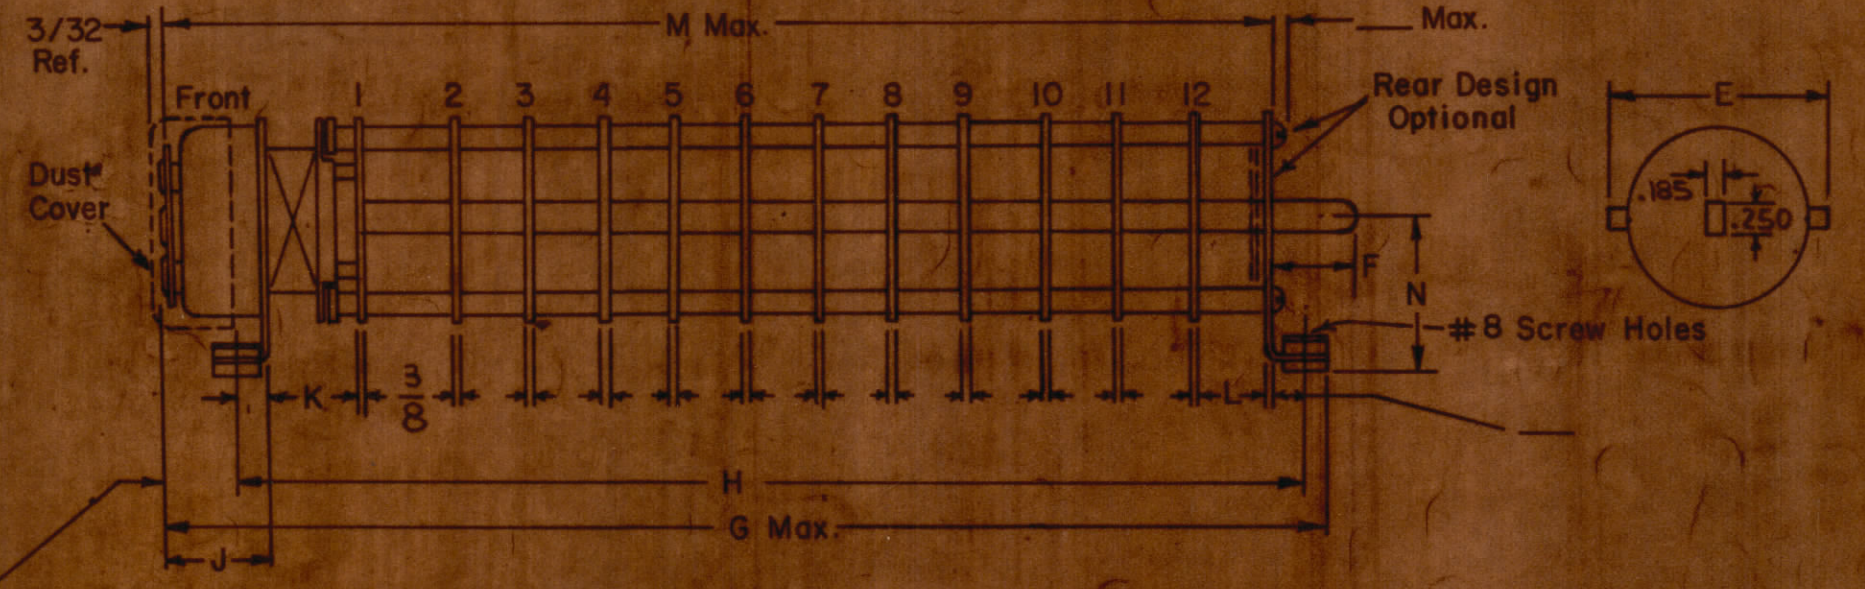 3/32
Ref.
M Max.
Max.
Front
1 2 3 4 5 6 7 8 9 10 11 12
Rear Design
Optional
E
Dust
Cover
.185
.250
F
N
#8 Screw Holes
K
3/8
L
H
G Max.
J